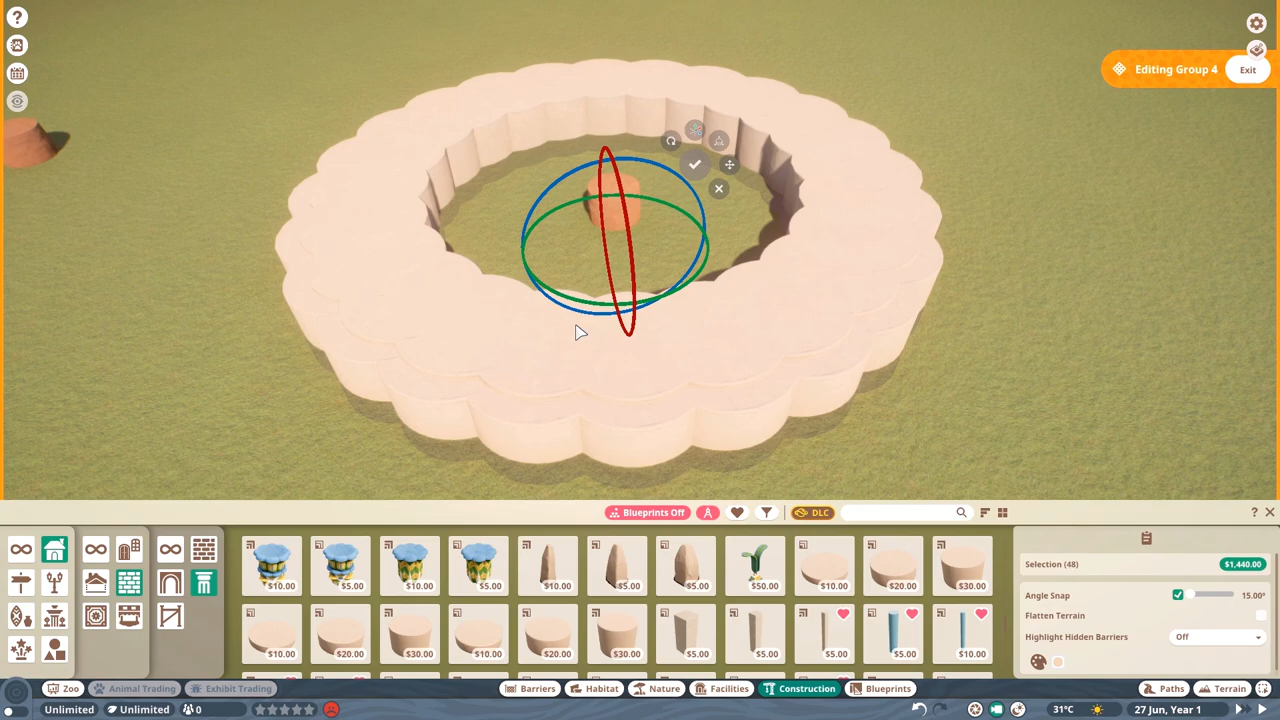 ?
Editing Group 4
Exit
Blueprints Off
DLC
? ×
$10.00 $5.00 $10.00 $5.00 $10.00 $5.00 $5.00 $50.00 $10.00 $20.00 $30.00
$10.00 $20.00 $30.00 $10.00 $20.00 $30.00 $5.00 $5.00 $5.00 $5.00 $10.00
Selection (48) $1,440.00
Angle Snap 15.00°
Flatten Terrain
Highlight Hidden Barriers Off
Zoo Animal Trading Exhibit Trading Barriers Habitat Nature Facilities Construction Blueprints Paths Terrain
Unlimited Unlimited 0 31°C 27 Jun, Year 1